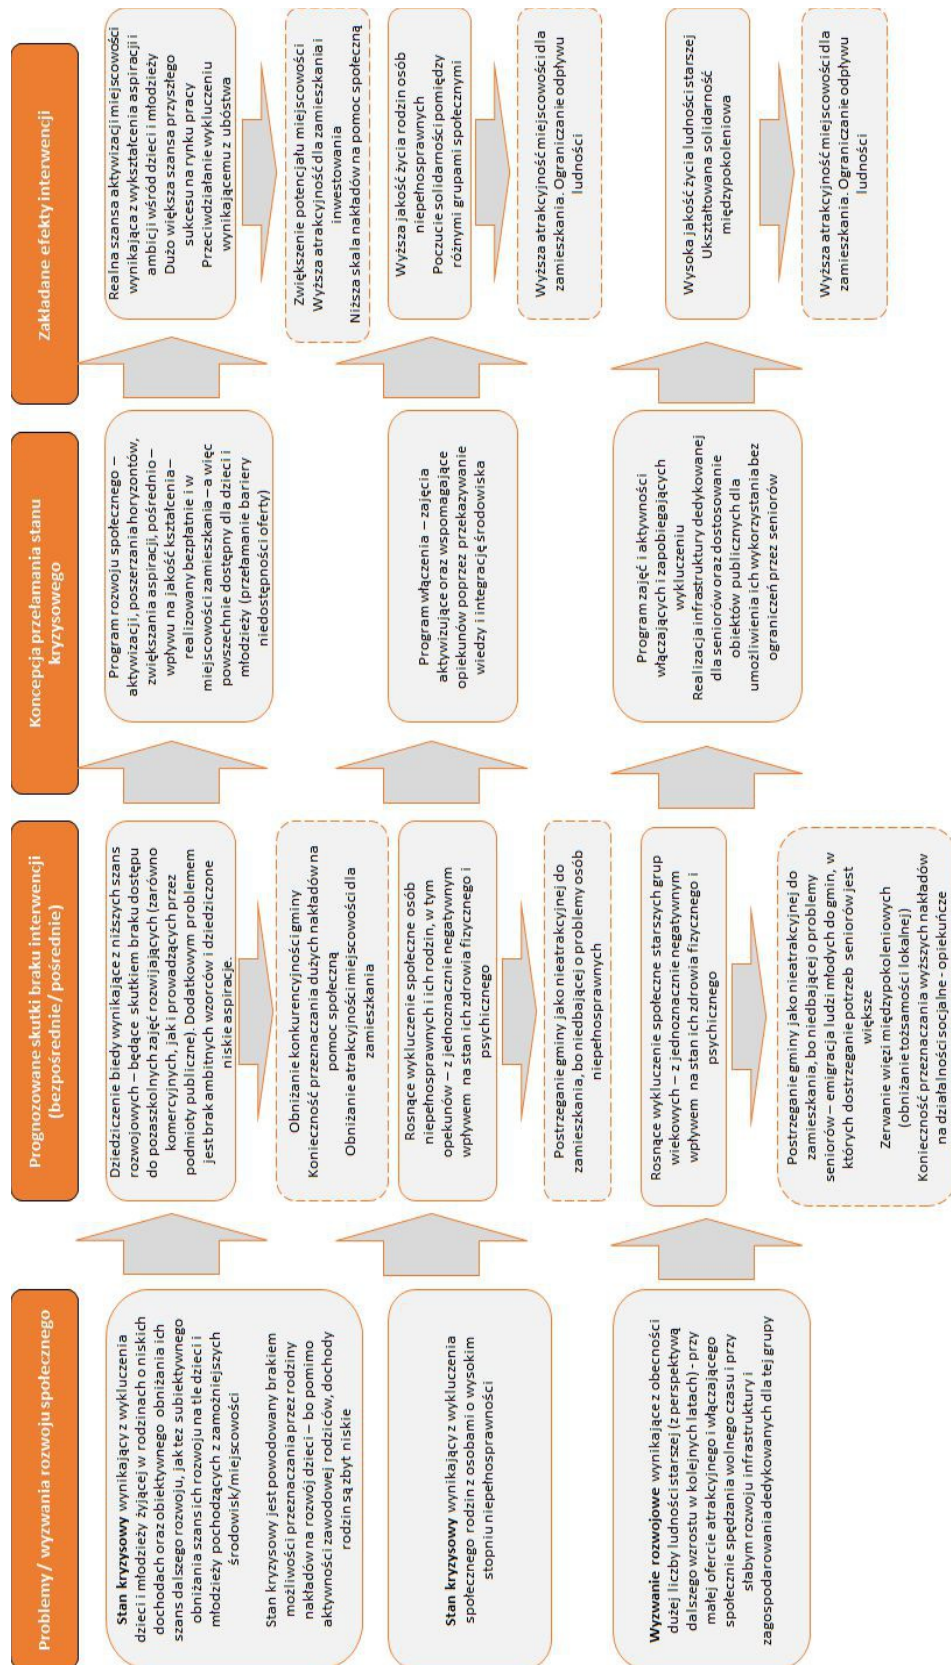 Problemy / wyzwania rozwoju społecznego
Prognozowane skutki braku interwencji
(bezpośrednie / pośrednie)
Koncepcja przełamania stanu
kryzysowego
Zakładane efekty interwencji
Stan kryzysowy wynikający z wykluczenia
dzieci i młodzieży żyjącej w rodzinach o niskich
dochodach oraz obiektywnego obniżania ich
szans dalszego rozwoju, jak też subiektywnego
obniżania szans ich rozwoju na tle dzieci i
młodzieży pochodzących z zamożniejszych
środowisk/miejscowości
Stan kryzysowy jest powodowany brakiem
możliwości przeznaczania przez rodziny
nakładów na rozwój dzieci – bo pomimo
aktywności zawodowej rodziców, dochody
rodzin są zbyt niskie
Dziedziczenie biedy wynikające z niższych szans
rozwojowych – będące skutkiem braku dostępu
do pozaszkolnych zajęć rozwijających (zarówno
komercyjnych, jak i prowadzących przez
podmioty publiczne). Dodatkowym problemem
jest brak ambitnych wzorców i dziedziczone
niskie aspiracje.
Obniżanie konkurencyjności gminy
Konieczność przeznaczania dużych nakładów na
pomoc społeczną
Obniżanie atrakcyjności miejscowości dla
zamieszkania
Program rozwoju społecznego –
aktywizacji, poszerzania horyzontów,
zwiększania aspiracji, pośrednio –
wpływu na jakość kształcenia –
realizowany bezpłatnie i w
miejscowości zamieszkania – a więc
powszechnie dostępny dla dzieci i
młodzieży (przełamanie bariery
niedostępności oferty)
Realna szansa aktywizacji miejscowości
wynikająca z wykształcenia aspiracji i
ambicji wśród dzieci i młodzieży
Dużo większa szansa przyszłego
sukcesu na rynku pracy
Przeciwdziałanie wykluczeniu
wynikającemu z ubóstwa
Zwiększenie potencjału miejscowości
Wyższa atrakcyjność dla zamieszkania i
inwestowania
Niższa skala nakładów na pomoc społeczną
Stan kryzysowy wynikający z wykluczenia
społecznego rodzin z osobami o wysokim
stopniu niepełnosprawności
Rosnące wykluczenie społeczne osób
niepełnosprawnych i ich rodzin, w tym
opiekunów – z jednoznacznie negatywnym
wpływem na stan ich zdrowia fizycznego i
psychicznego
Postrzeganie gminy jako nieatrakcyjnej do
zamieszkania, bo niedbającej o problemy osób
niepełnosprawnych
Program włączenia – zajęcia
aktywizujące oraz wspomagające
opiekunów poprzez przekazywanie
wiedzy i integrację środowiska
Wyższa jakość życia rodzin osób
niepełnosprawnych
Poczucie solidarności pomiędzy
różnymi grupami społecznymi
Wyższa atrakcyjność miejscowości dla
zamieszkania. Ograniczanie odpływu
ludności
Wyzwanie rozwojowe wynikające z obecności
dużej liczby ludności starszej (z perspektywą
dalszego wzrostu w kolejnych latach) - przy
małej ofercie atrakcyjnego i włączającego
społecznie spędzania wolnego czasu i przy
słabym rozwoju infrastruktury i
zagospodarowania dedykowanych dla tej grupy
Rosnące wykluczenie społeczne starszych grup
wiekowych – z jednoznacznie negatywnym
wpływem na stan ich zdrowia fizycznego i
psychicznego
Postrzeganie gminy jako nieatrakcyjnej do
zamieszkania, bo niedbającej o problemy
seniorów – emigracja ludzi młodych do gmin, w
których dostrzeganie potrzeb seniorów jest
większe
Zerwanie więzi międzypokoleniowych
(obniżanie tożsamości lokalnej)
Konieczność przeznaczania wyższych nakładów
na działalności socjalne - opiekuńcze
Program zajęć i aktywności
włączających i zapobiegających
wykluczeniu
Realizacja infrastruktury dedykowanej
dla seniorów oraz dostosowanie
obiektów publicznych dla
umożliwienia ich wykorzystania bez
ograniczeń przez seniorów
Wysoka jakość życia ludności starszej
Ukształtowana solidarność
międzypokoleniowa
Wyższa atrakcyjność miejscowości dla
zamieszkania. Ograniczanie odpływu
ludności